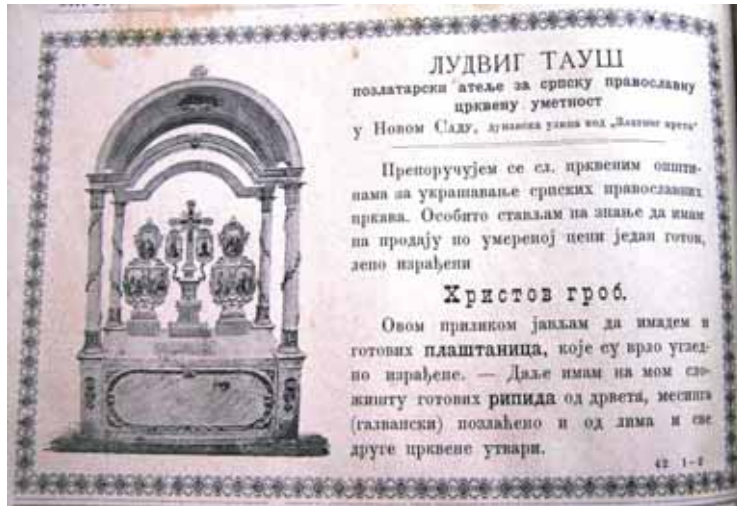 ЛУДВИГ ТАУШ
позлатарски атеље за српску православну
црквену уметност
у Новом Саду, дунавска улица код „Златног крста“
Препоручујем се сл. црквеним општи-
нама за украшавање српских православних
цркава. Особито стављам на знање да имам
на продају по умереној цени један готов,
лепо израђени
Христов гроб.
Овом приликом јављам да имадем и
готових плаштаница, које су врло углед-
но израђене. — Даље имам на мом сло-
жишту готових рипида од дрвета, месинга
(галвански) позлаћено и од лима и све
друге црквене утвари.
42 1–2